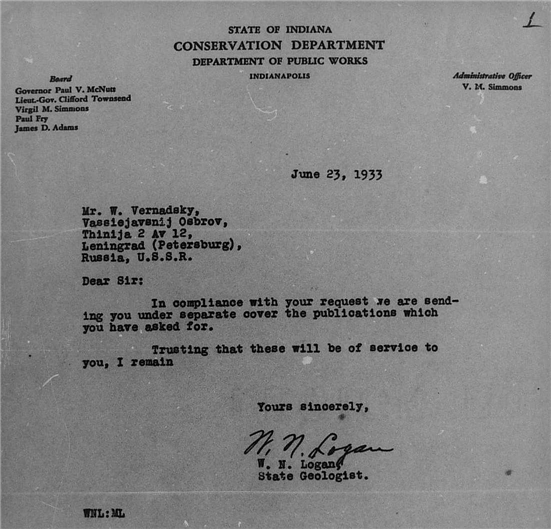 1
STATE OF INDIANA
CONSERVATION DEPARTMENT
DEPARTMENT OF PUBLIC WORKS
INDIANAPOLIS
Board
Governor Paul V. McNutt
Lieut.-Gov. Clifford Townsend
Virgil M. Simmons
Paul Fry
James D. Adams
Administrative Officer
V. M. Simmons
June 23, 1933
Mr. W. Vernadsky,
Vassiejavsnij Osbrov,
Thinija 2 Av 12,
Leningrad (Petersburg),
Russia, U.S.S.R.
Dear Sir:
In compliance with your request we are send-
ing you under separate cover the publications which
you have asked for.
Trusting that these will be of service to
you, I remain
Yours sincerely,
W. N. Logan
W. N. Logan,
State Geologist.
WNL:ML